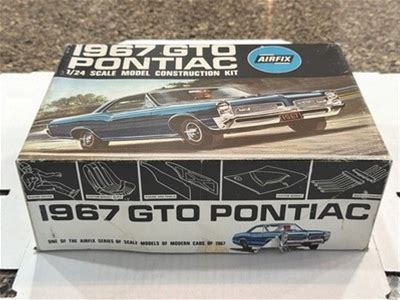 1967 GTO
PONTIAC
1/24 SCALE MODEL CONSTRUCTION KIT
AIRFIX
1967 GTO PONTIAC
ONE OF THE AIRFIX SERIES OF SCALE MODELS OF MODERN CARS OF 1967